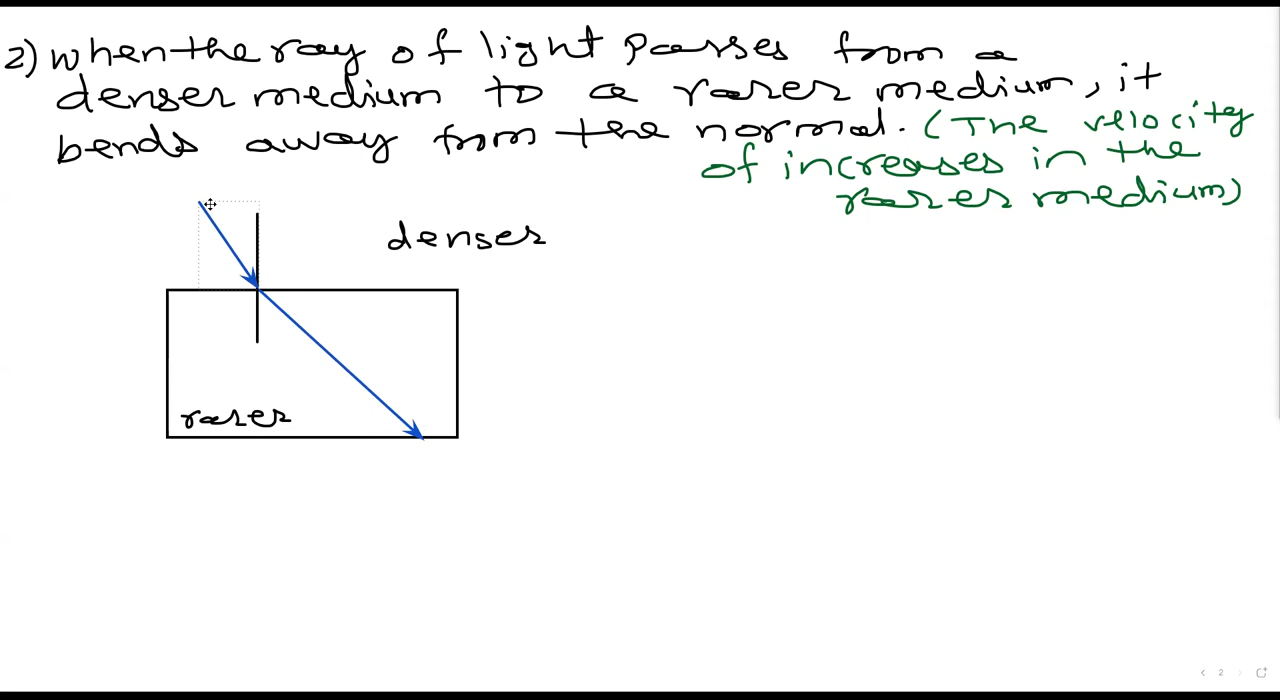 2) when the ray of light passes from a
denser medium to a rarer medium, it
bends away from the normal. (The velocity
of increases in the
rarer medium)
denser
rarer
2